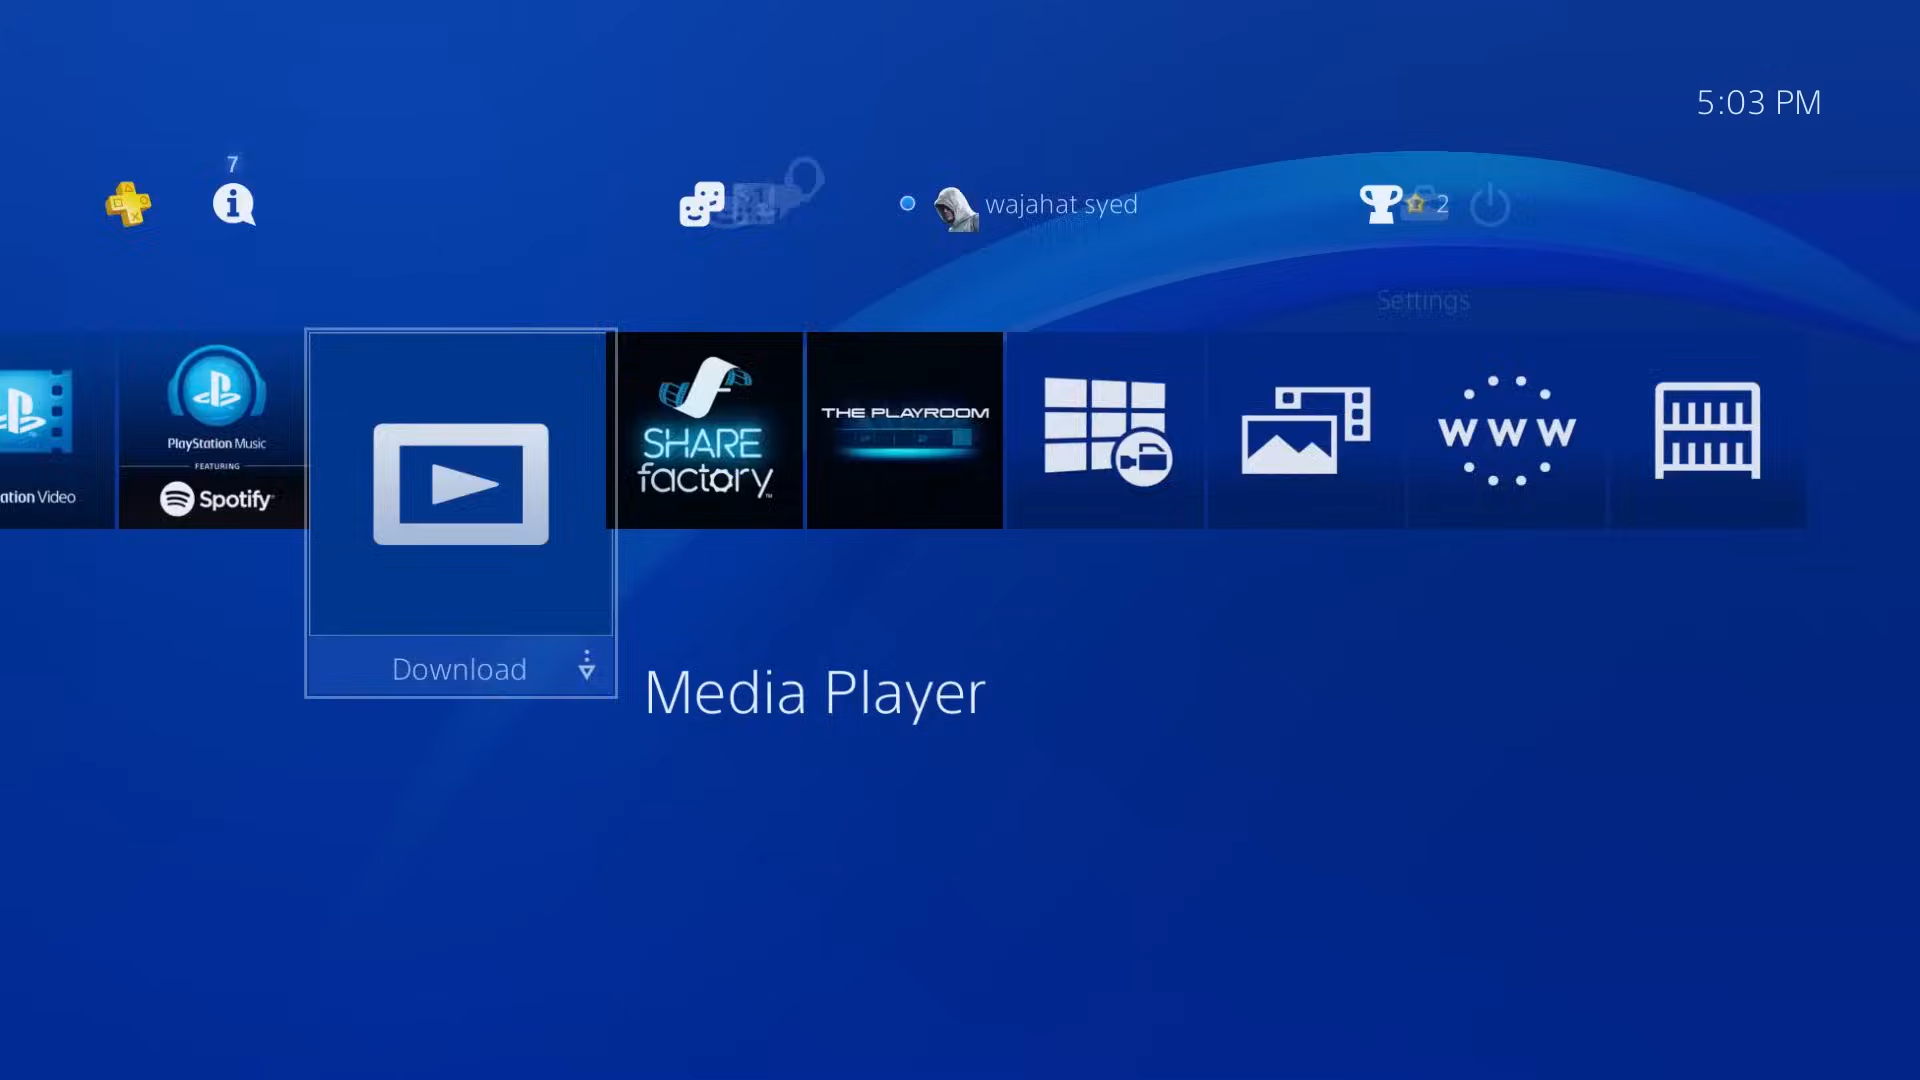 5:03 PM
7
wajahat syed
2
Settings
ation Video
PlayStation Music
FEATURING
Spotify
SHARE
factory™
THE PLAYROOM
WWW
Download
Media Player